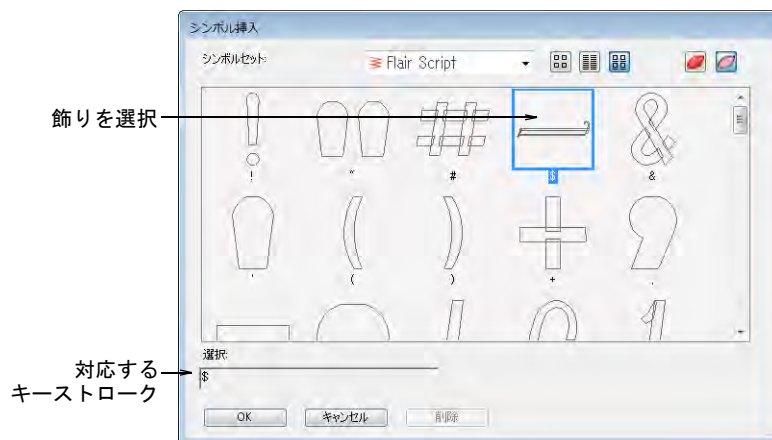 シンボル挿入
シンボルセット:
Flair Script
飾りを選択
! " # $ &
' ( ) + ,
選択:
対応する
キーストローク
$
OK キャンセル 削除